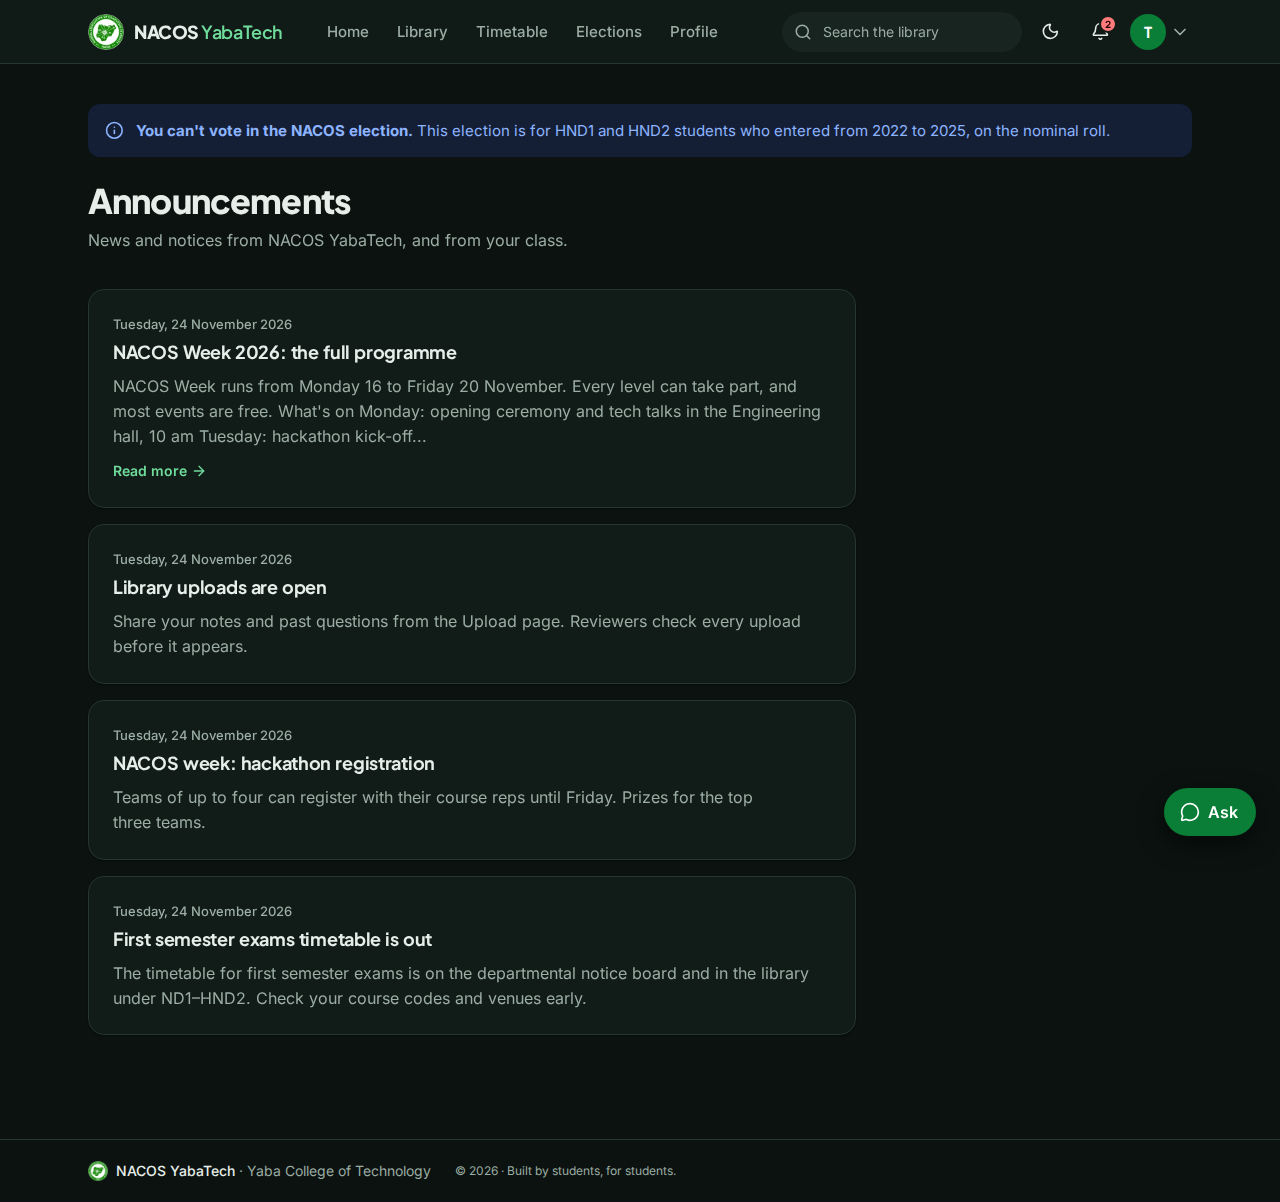 NACOS YabaTech
Home
Library
Timetable
Elections
Profile
Search the library
2
T
You can't vote in the NACOS election. This election is for HND1 and HND2 students who entered from 2022 to 2025, on the nominal roll.
Announcements
News and notices from NACOS YabaTech, and from your class.
Tuesday, 24 November 2026
NACOS Week 2026: the full programme
NACOS Week runs from Monday 16 to Friday 20 November. Every level can take part, and
most events are free. What's on Monday: opening ceremony and tech talks in the Engineering
hall, 10 am Tuesday: hackathon kick-off...
Read more →
Tuesday, 24 November 2026
Library uploads are open
Share your notes and past questions from the Upload page. Reviewers check every upload
before it appears.
Tuesday, 24 November 2026
NACOS week: hackathon registration
Teams of up to four can register with their course reps until Friday. Prizes for the top
three teams.
Ask
Tuesday, 24 November 2026
First semester exams timetable is out
The timetable for first semester exams is on the departmental notice board and in the library
under ND1–HND2. Check your course codes and venues early.
NACOS YabaTech · Yaba College of Technology
© 2026 · Built by students, for students.